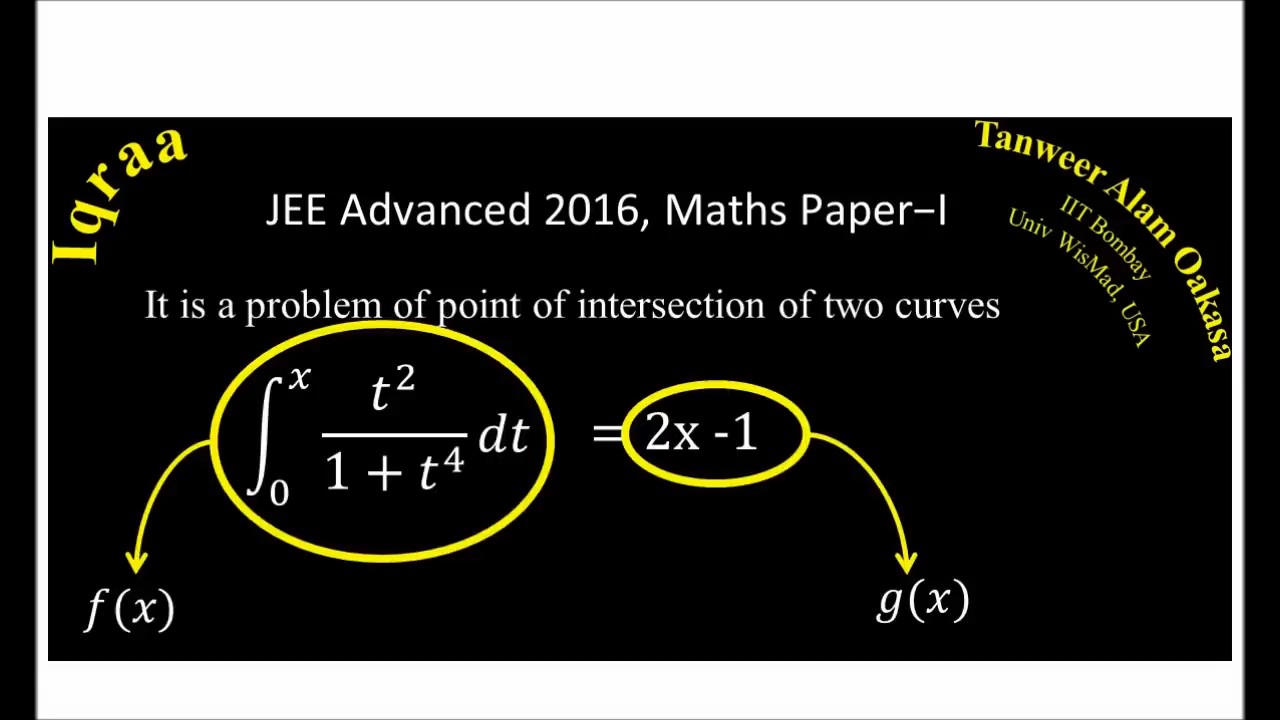 Iqraa
Tanweer Alam Oakasa
IIT Bombay
Univ WisMad, USA
JEE Advanced 2016, Maths Paper–I
It is a problem of point of intersection of two curves
∫₀ˣ t²/(1 + t⁴) dt = 2x -1
f(x)
g(x)